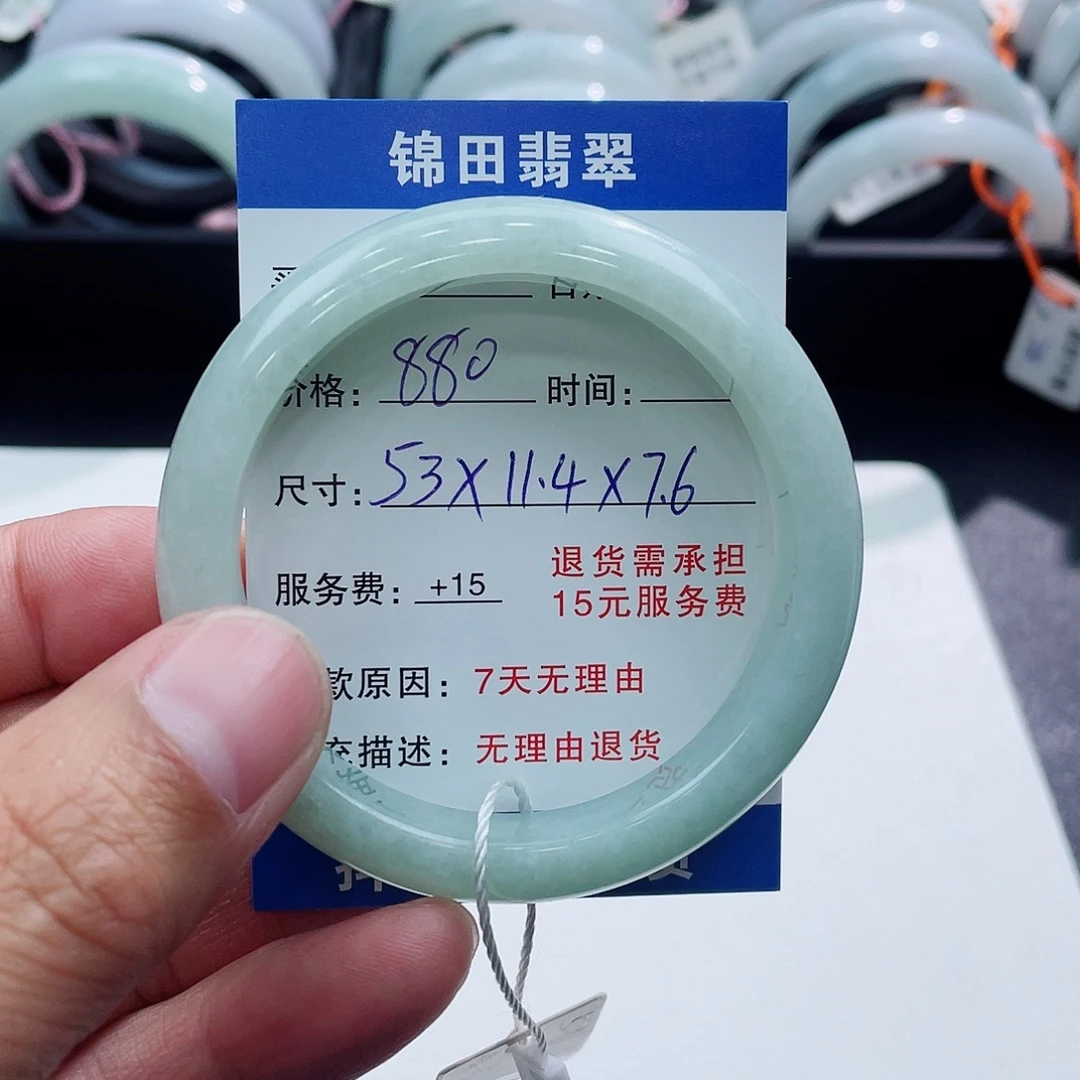 锦田翡翠
价格: 880 时间:
尺寸: 53X11.4X7.6
服务费: +15 退货需承担
15元服务费
款原因: 7天无理由
充描述: 无理由退货